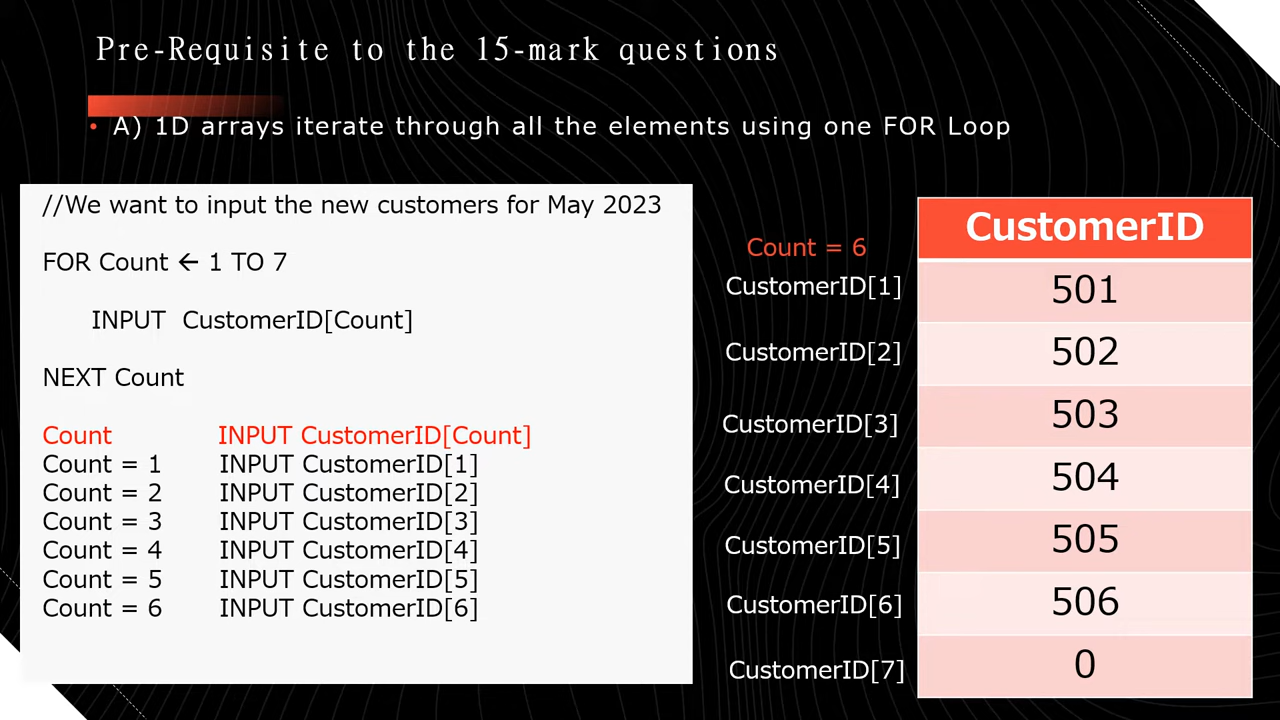 Pre-Requisite to the 15-mark questions
• A) 1D arrays iterate through all the elements using one FOR Loop
//We want to input the new customers for May 2023
FOR Count ← 1 TO 7
INPUT CustomerID[Count]
NEXT Count
Count INPUT CustomerID[Count]
Count = 1 INPUT CustomerID[1]
Count = 2 INPUT CustomerID[2]
Count = 3 INPUT CustomerID[3]
Count = 4 INPUT CustomerID[4]
Count = 5 INPUT CustomerID[5]
Count = 6 INPUT CustomerID[6]
Count = 6
CustomerID
CustomerID[1] 501
CustomerID[2] 502
CustomerID[3] 503
CustomerID[4] 504
CustomerID[5] 505
CustomerID[6] 506
CustomerID[7] 0